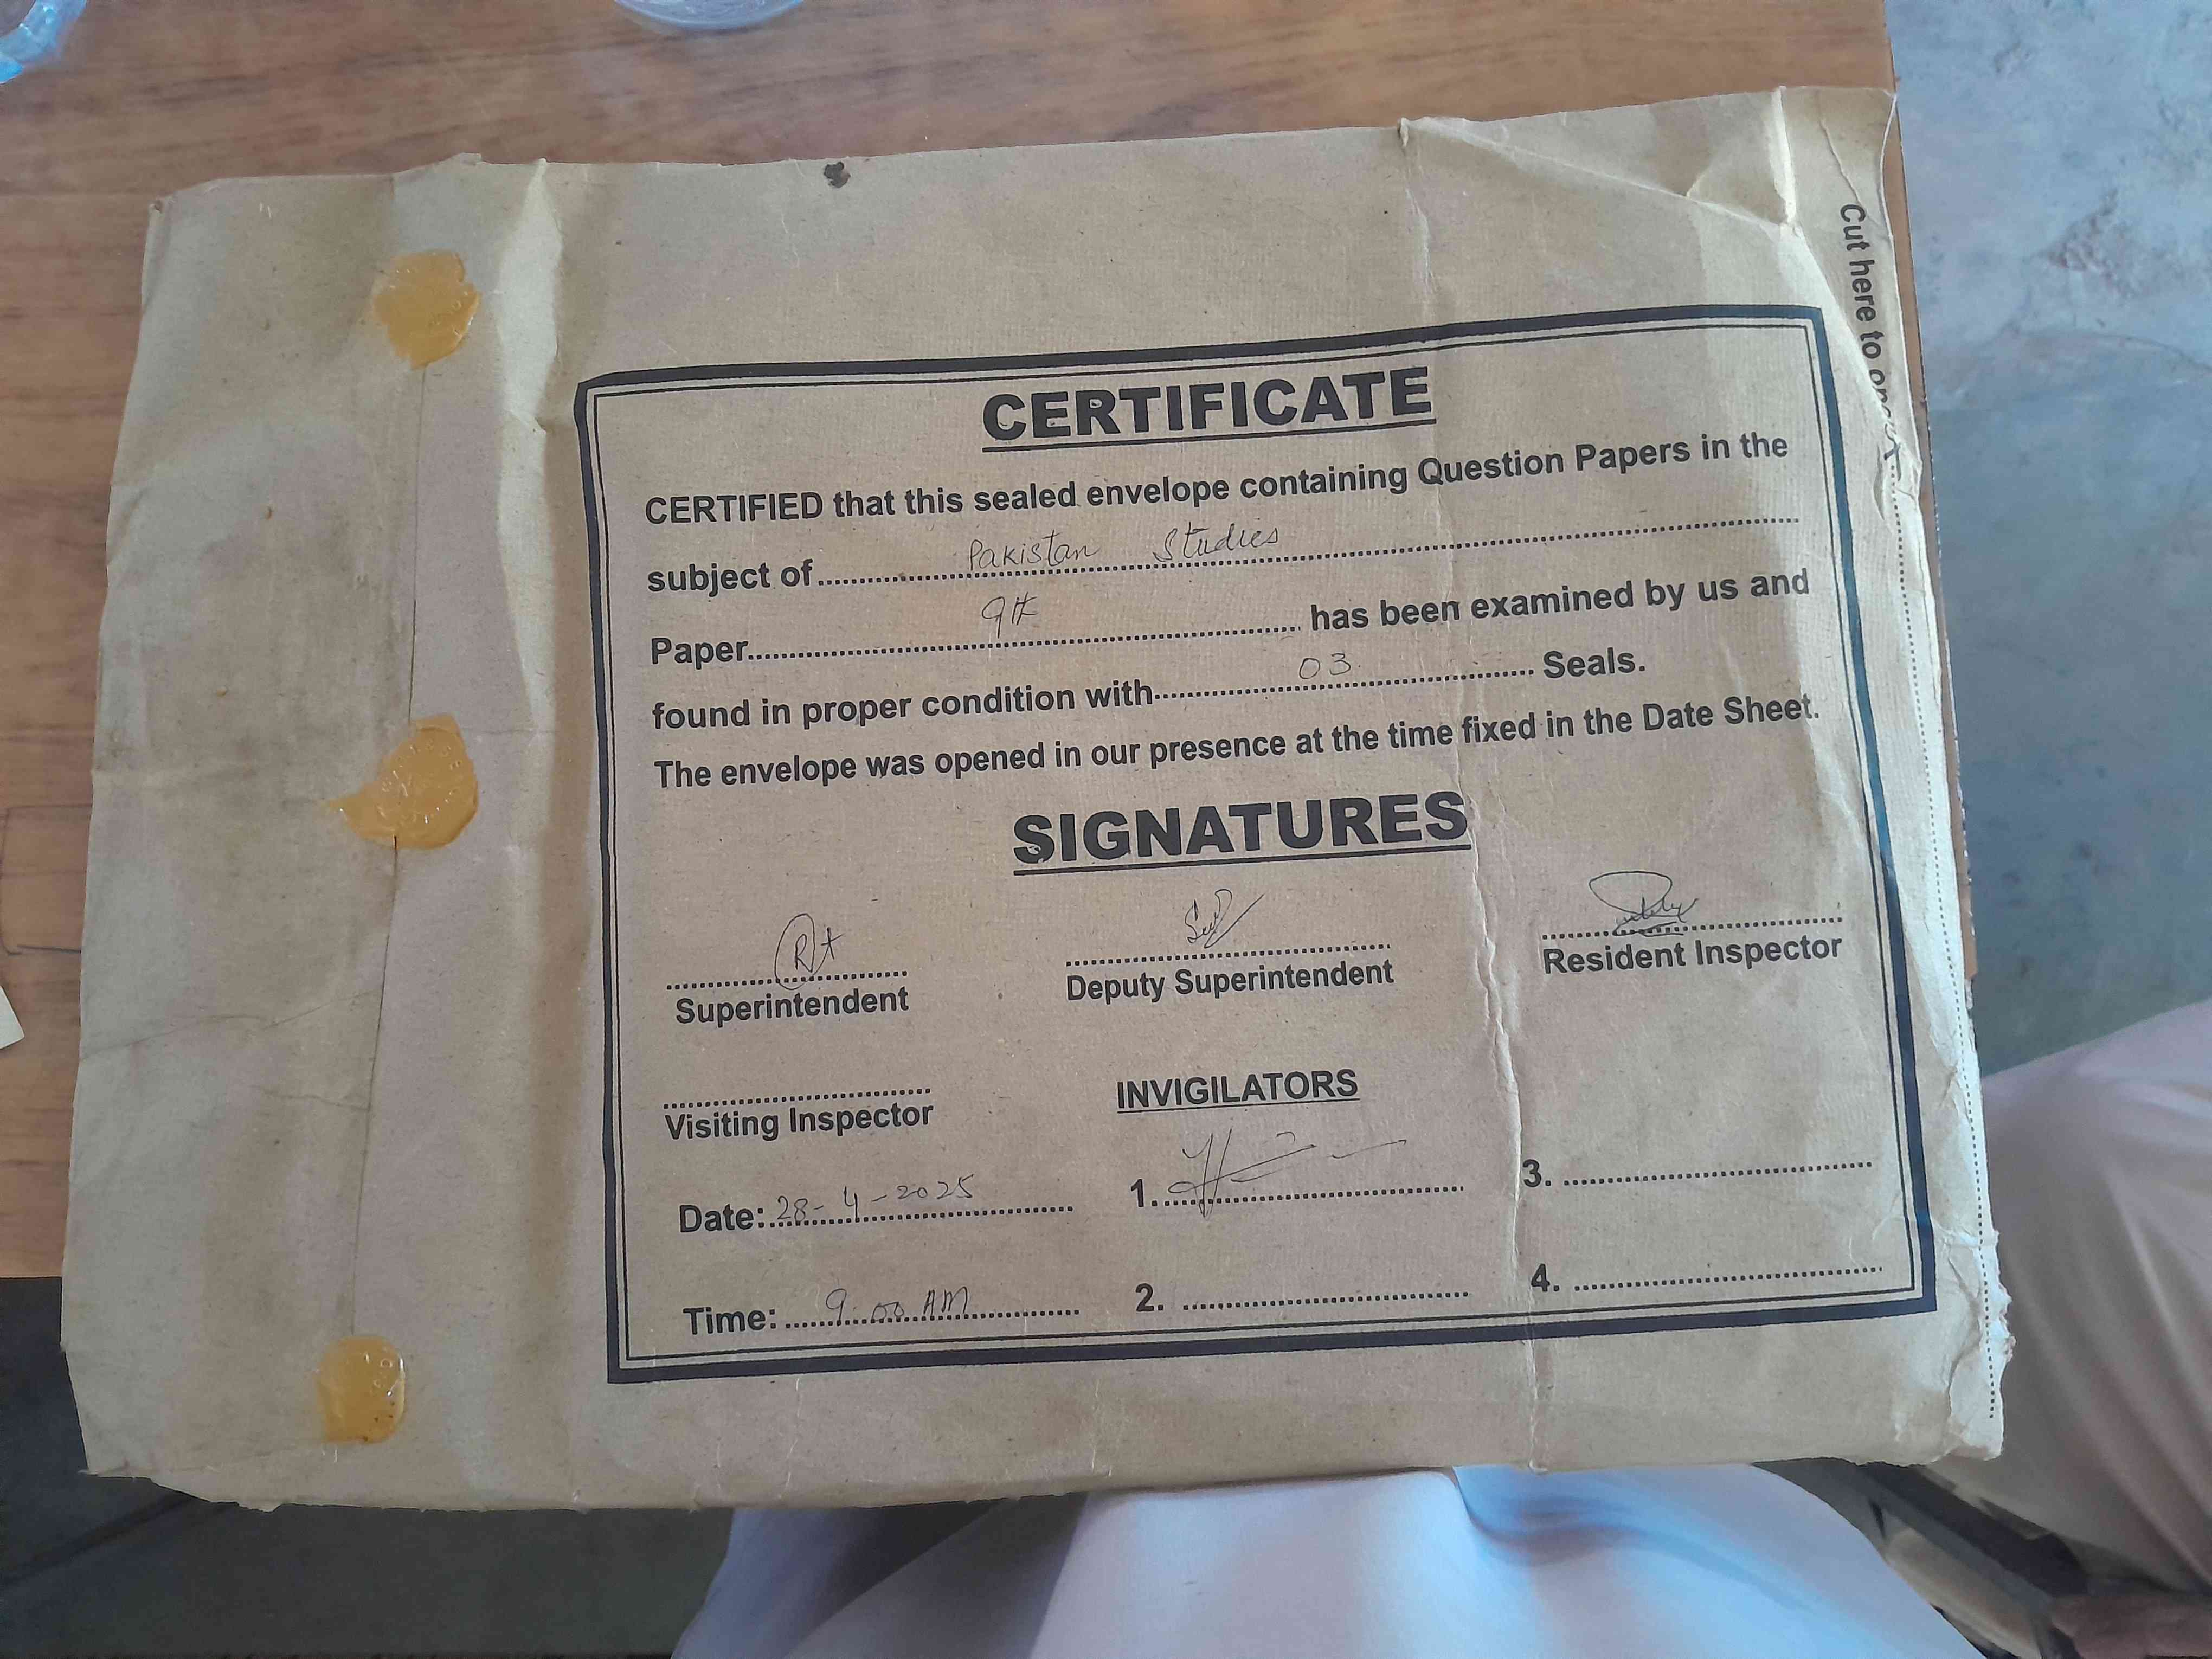 Cut here to open
CERTIFICATE
CERTIFIED that this sealed envelope containing Question Papers in the
subject of Pakistan Studies
Paper 9th has been examined by us and
found in proper condition with 03 Seals.
The envelope was opened in our presence at the time fixed in the Date Sheet.
SIGNATURES
Superintendent Deputy Superintendent Resident Inspector
Visiting Inspector INVIGILATORS
Date: 28-4-2025 1. 3.
Time: 9:00 AM 2. 4.